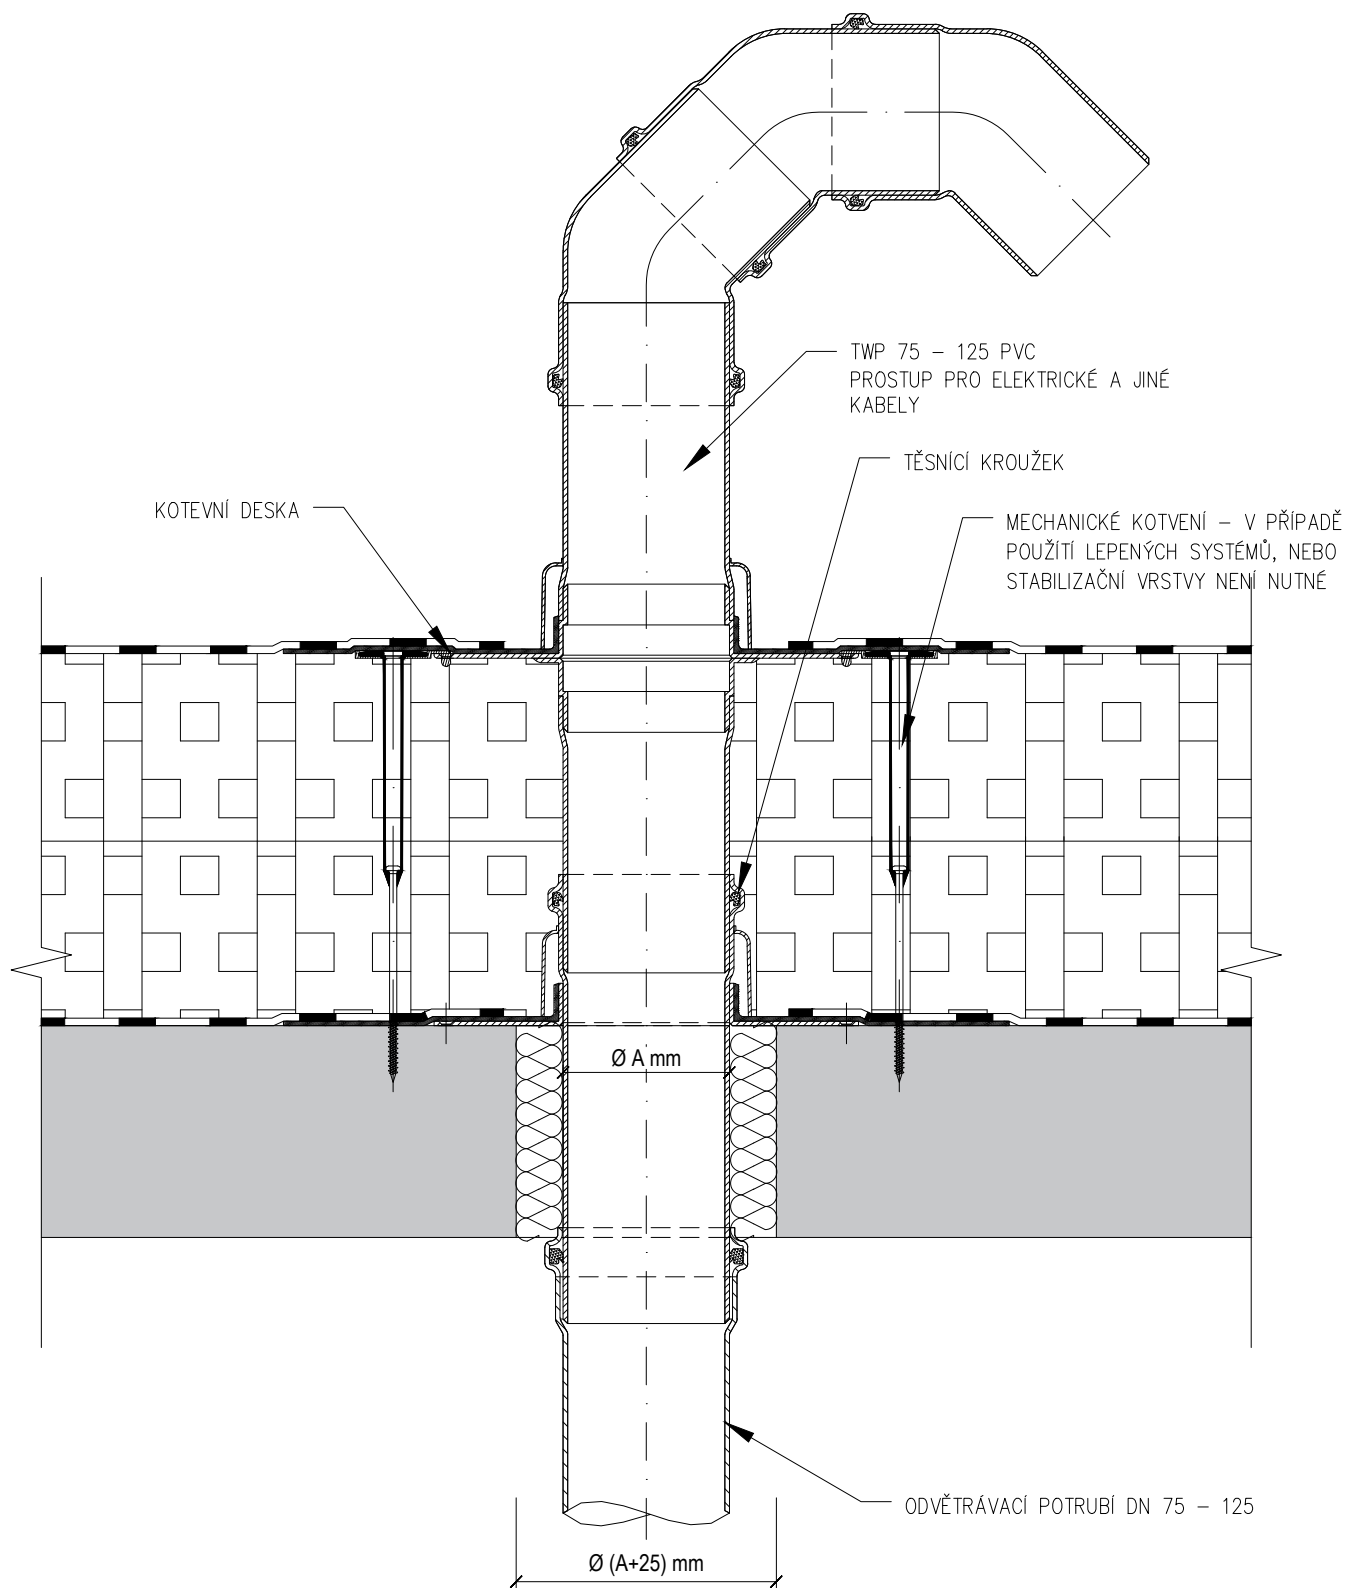 TWP 75 – 125 PVC
PROSTUP PRO ELEKTRICKÉ A JINÉ
KABELY
TĚSNÍCÍ KROUŽEK
KOTEVNÍ DESKA
MECHANICKÉ KOTVENÍ – V PŘÍPADĚ
POUŽÍTÍ LEPENÝCH SYSTÉMŮ, NEBO
STABILIZAČNÍ VRSTVY NENÍ NUTNÉ
Ø A mm
ODVĚTRÁVACÍ POTRUBÍ DN 75 – 125
Ø (A+25) mm